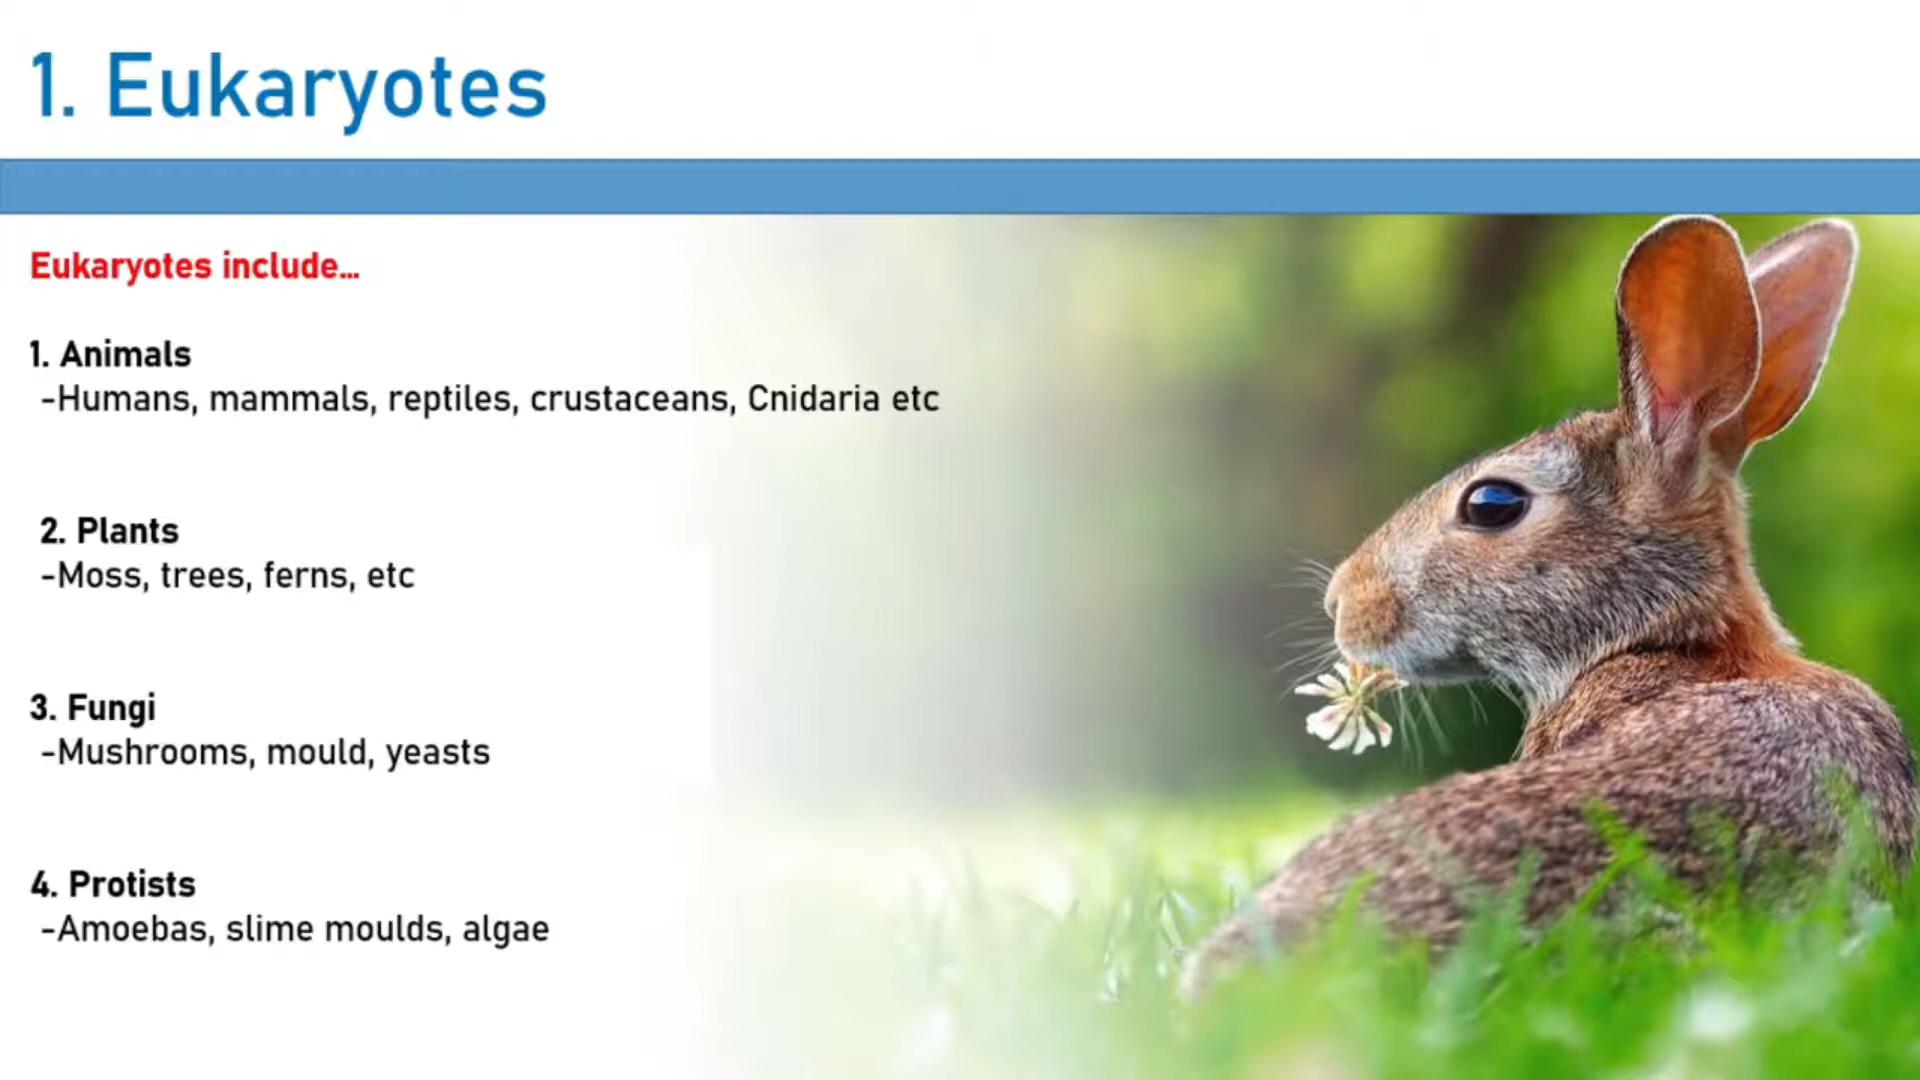 1. Eukaryotes
Eukaryotes include...
1. Animals
-Humans, mammals, reptiles, crustaceans, Cnidaria etc
2. Plants
-Moss, trees, ferns, etc
3. Fungi
-Mushrooms, mould, yeasts
4. Protists
-Amoebas, slime moulds, algae